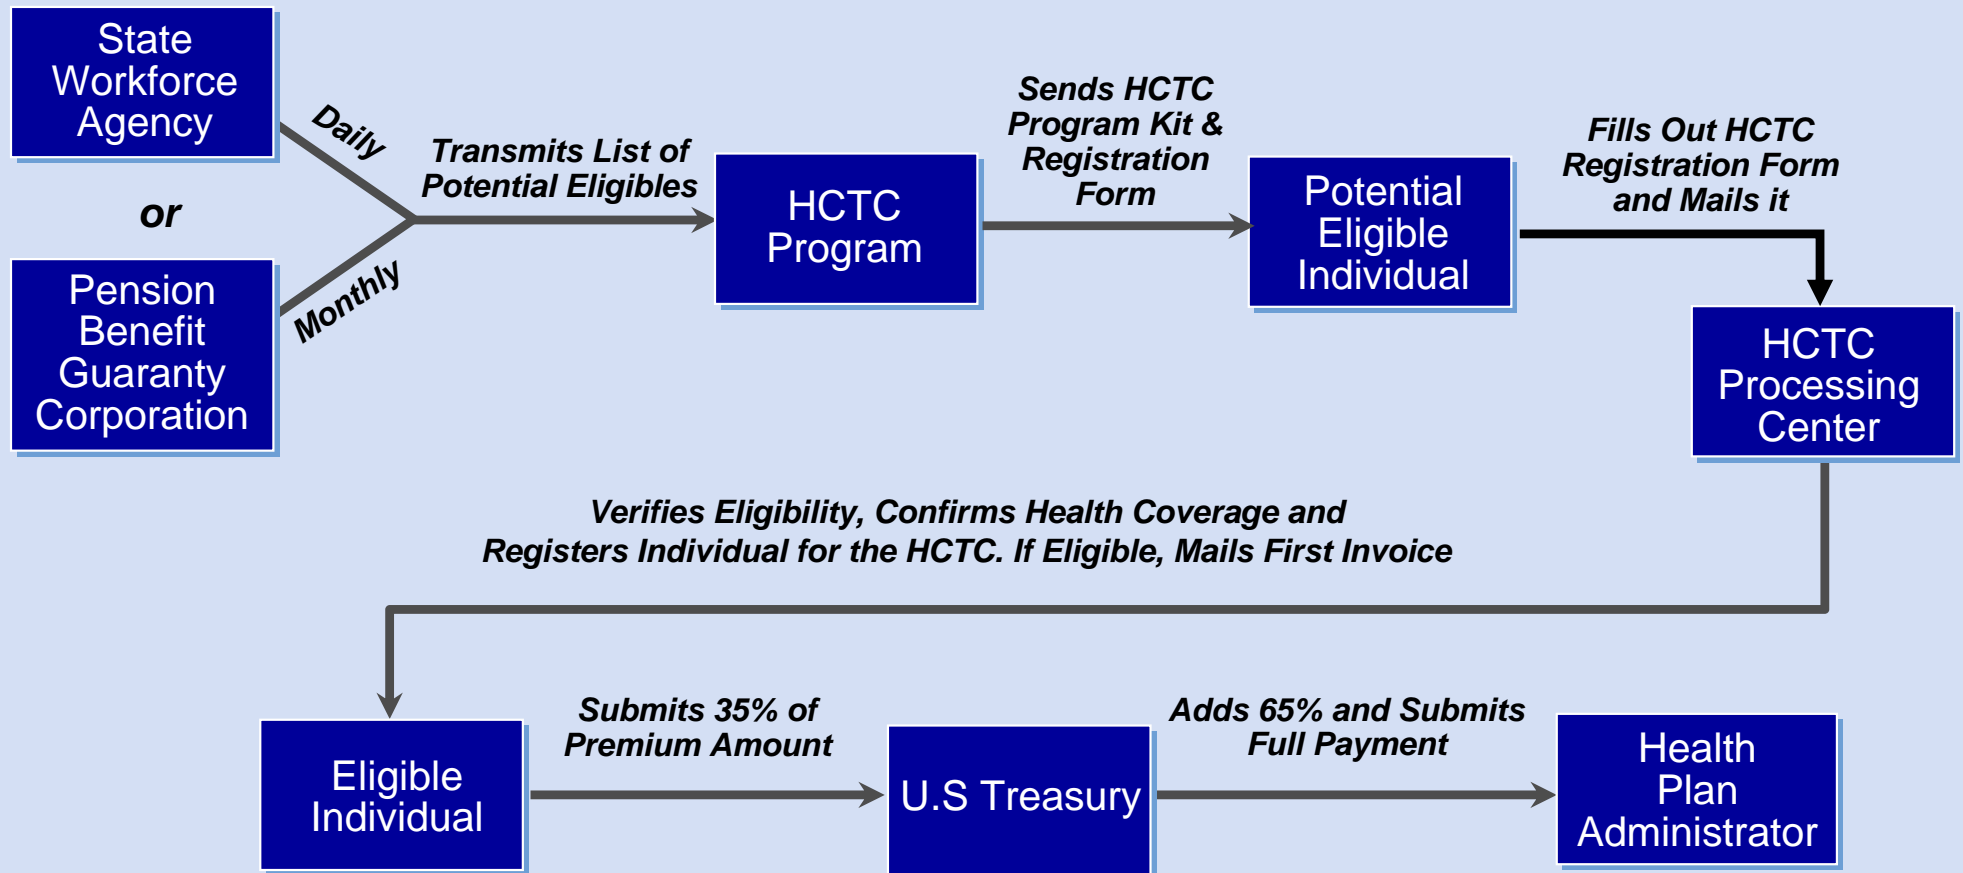 State
Workforce
Agency
Daily
or
Pension
Benefit
Guaranty
Corporation
Monthly
Transmits List of
Potential Eligibles
HCTC
Program
Sends HCTC
Program Kit &
Registration
Form
Potential
Eligible
Individual
Fills Out HCTC
Registration Form
and Mails it
HCTC
Processing
Center
Verifies Eligibility, Confirms Health Coverage and
Registers Individual for the HCTC. If Eligible, Mails First Invoice
Eligible
Individual
Submits 35% of
Premium Amount
U.S Treasury
Adds 65% and Submits
Full Payment
Health
Plan
Administrator